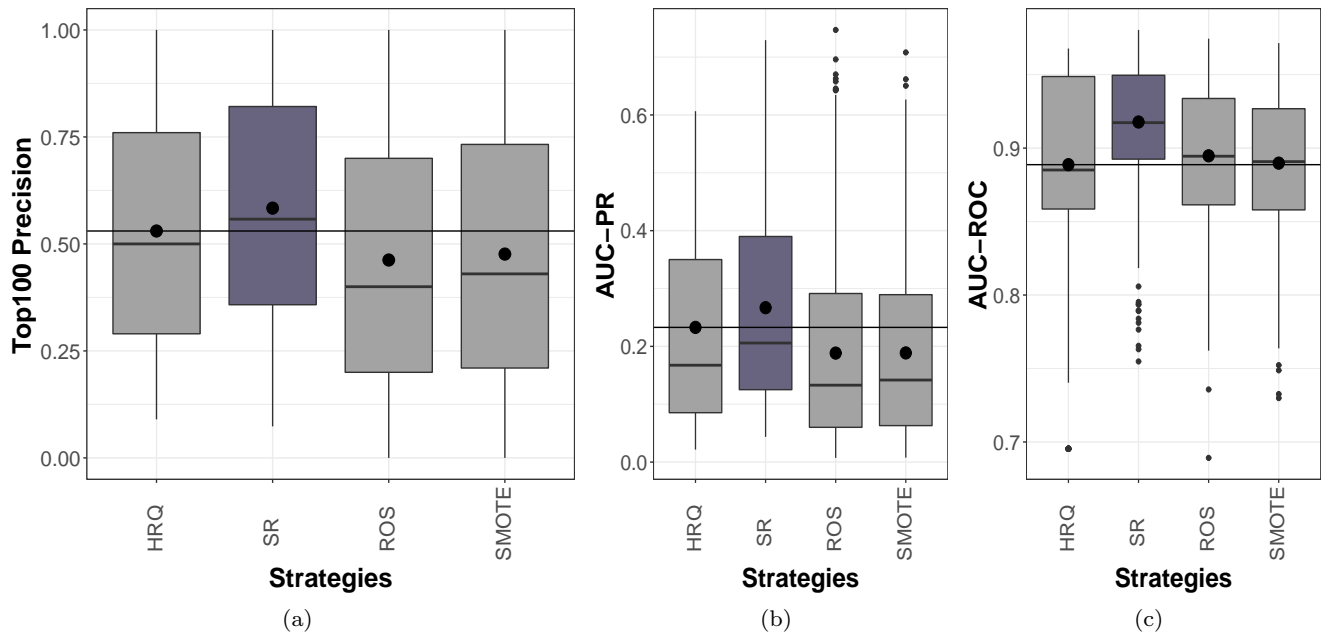 Top100 Precision
1.00
0.75
0.50
0.25
0.00
HRQ
SR
ROS
SMOTE
Strategies
(a)
AUC−PR
0.6
0.4
0.2
0.0
HRQ
SR
ROS
SMOTE
Strategies
(b)
AUC−ROC
0.9
0.8
0.7
HRQ
SR
ROS
SMOTE
Strategies
(c)